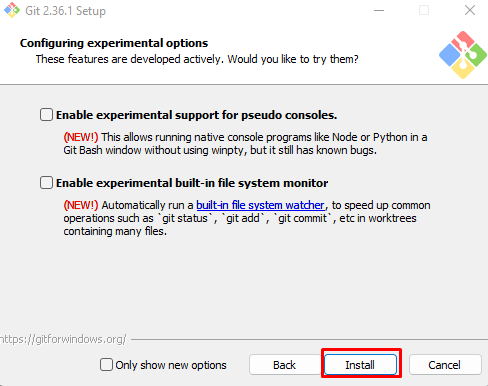 Git 2.36.1 Setup
Configuring experimental options
These features are developed actively. Would you like to try them?
Enable experimental support for pseudo consoles.
(NEW!) This allows running native console programs like Node or Python in a
Git Bash window without using winpty, but it still has known bugs.
Enable experimental built-in file system monitor
(NEW!) Automatically run a built-in file system watcher, to speed up common
operations such as `git status`, `git add`, `git commit`, etc in worktrees
containing many files.
https://gitforwindows.org/
Only show new options
Back
Install
Cancel